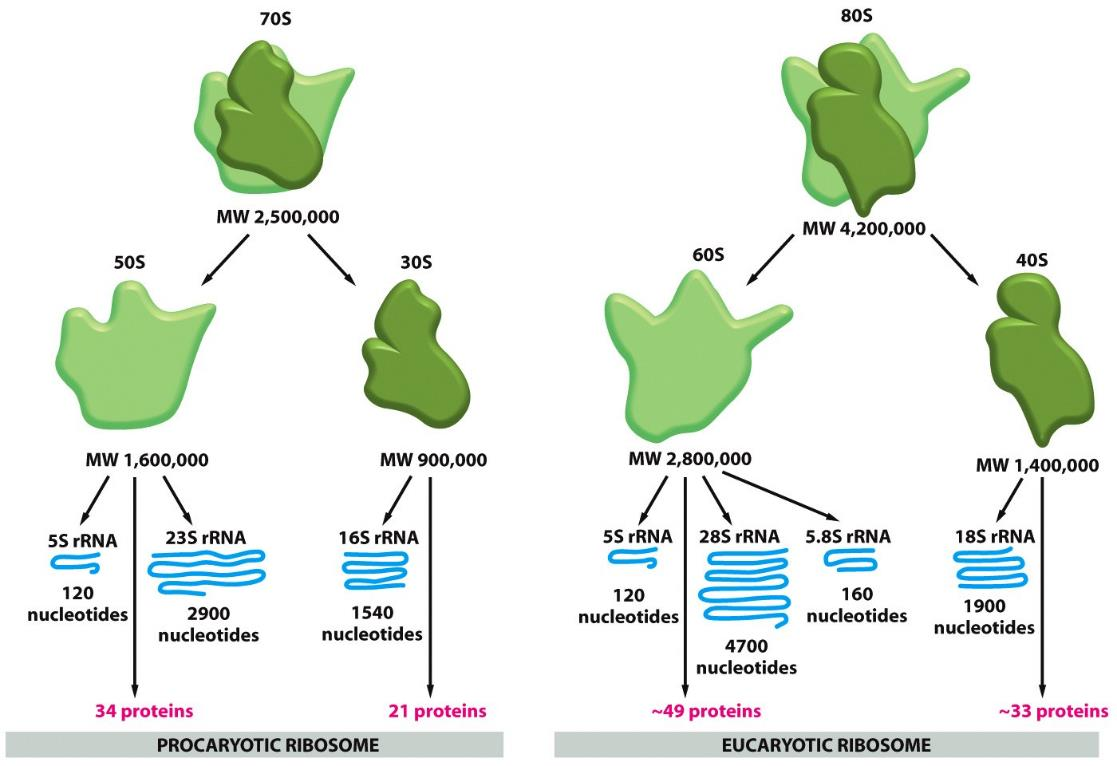 70S
80S
MW 2,500,000
MW 4,200,000
50S
30S
60S
40S
MW 1,600,000
MW 900,000
MW 2,800,000
MW 1,400,000
5S rRNA
23S rRNA
16S rRNA
5S rRNA
28S rRNA
5.8S rRNA
18S rRNA
120
nucleotides
2900
nucleotides
1540
nucleotides
120
nucleotides
4700
nucleotides
160
nucleotides
1900
nucleotides
34 proteins
21 proteins
~49 proteins
~33 proteins
PROCARYOTIC RIBOSOME
EUCARYOTIC RIBOSOME